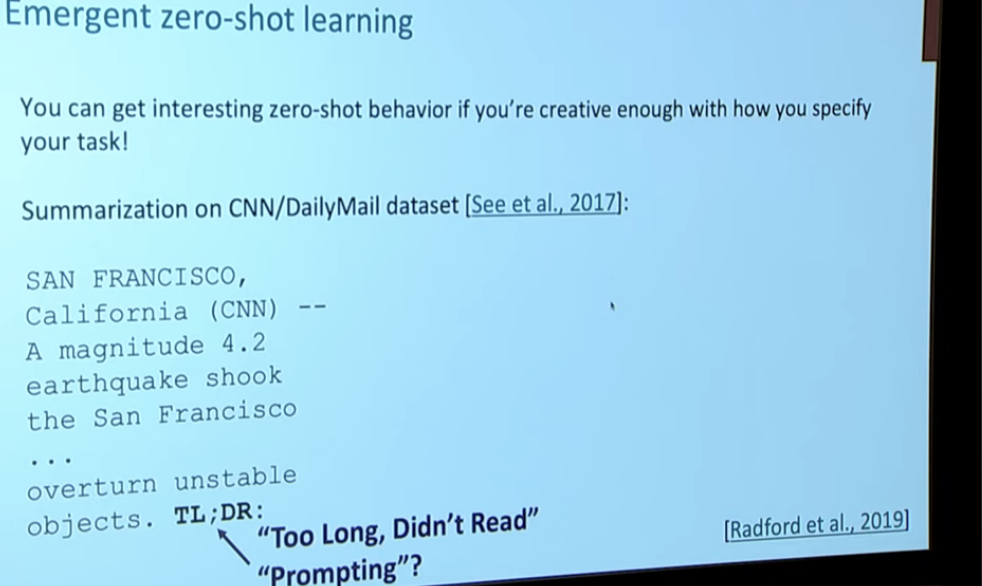 Emergent zero-shot learning
You can get interesting zero-shot behavior if you're creative enough with how you specify
your task!
Summarization on CNN/DailyMail dataset [See et al., 2017]:
SAN FRANCISCO,
California (CNN) --
A magnitude 4.2
earthquake shook
the San Francisco
...
overturn unstable
objects. TL;DR:
"Too Long, Didn't Read"
"Prompting"?
[Radford et al., 2019]